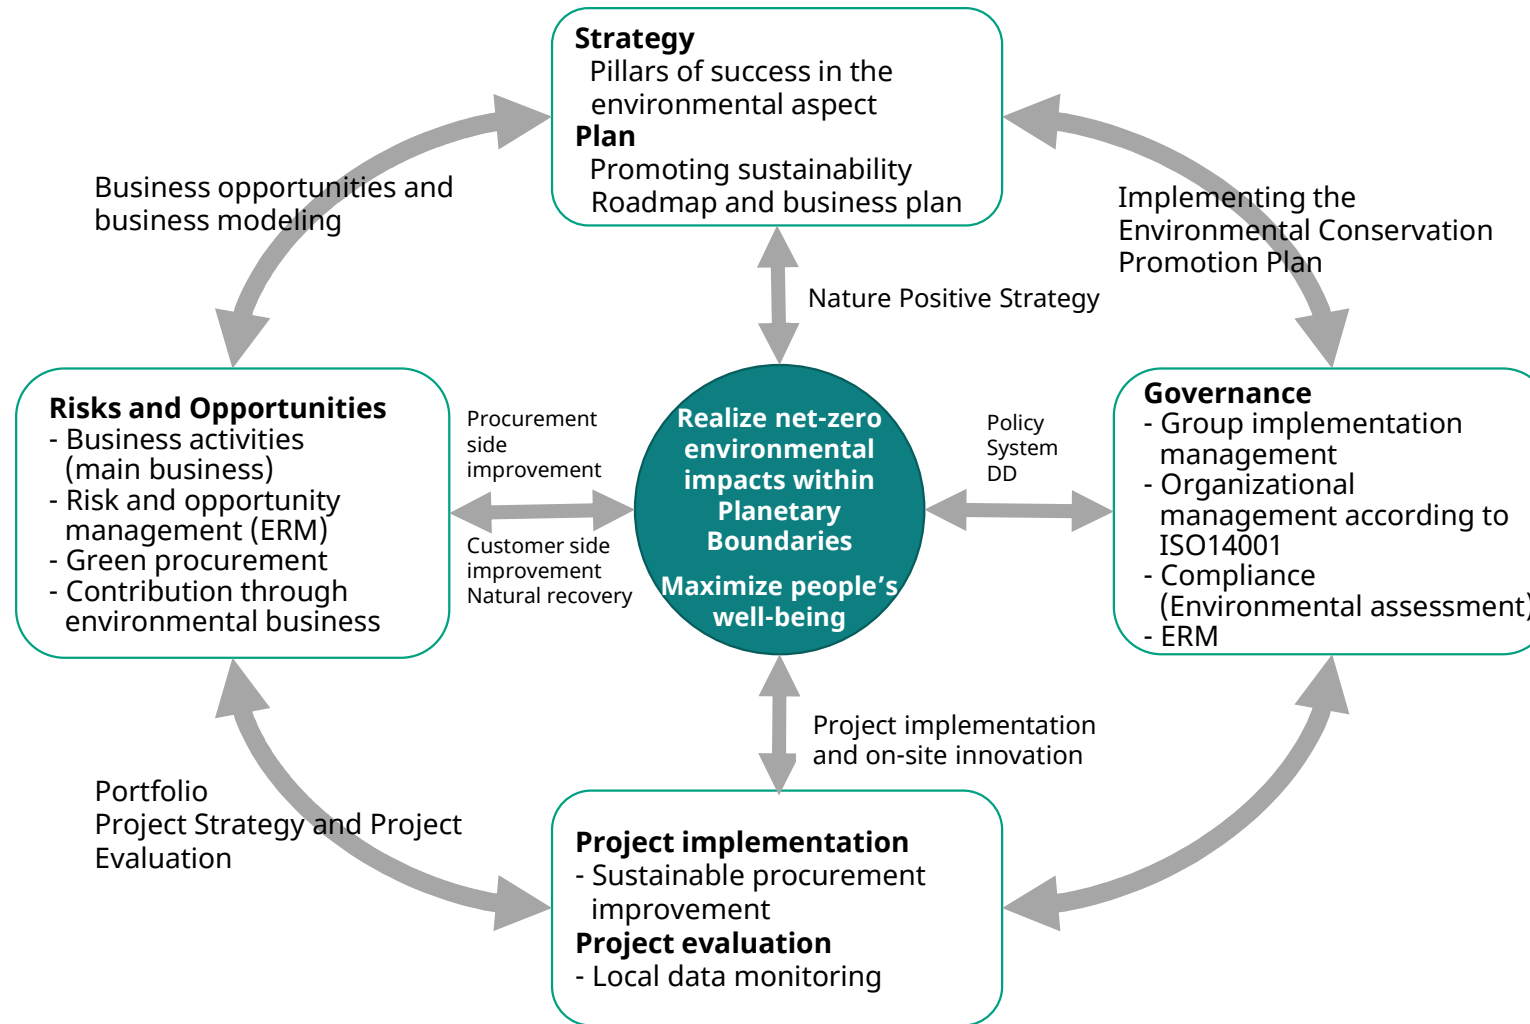 Strategy
Pillars of success in the
environmental aspect
Plan
Promoting sustainability
Roadmap and business plan
Business opportunities and
business modeling
Implementing the
Environmental Conservation
Promotion Plan
Nature Positive Strategy
Risks and Opportunities
- Business activities
(main business)
- Risk and opportunity
management (ERM)
- Green procurement
- Contribution through
environmental business
Procurement
side
improvement
Customer side
improvement
Natural recovery
Realize net-zero
environmental
impacts within
Planetary
Boundaries
Maximize people’s
well-being
Policy
System
DD
Governance
- Group implementation
management
- Organizational
management according to
ISO14001
- Compliance
(Environmental assessment)
- ERM
Project implementation
and on-site innovation
Portfolio
Project Strategy and Project
Evaluation
Project implementation
- Sustainable procurement
improvement
Project evaluation
- Local data monitoring